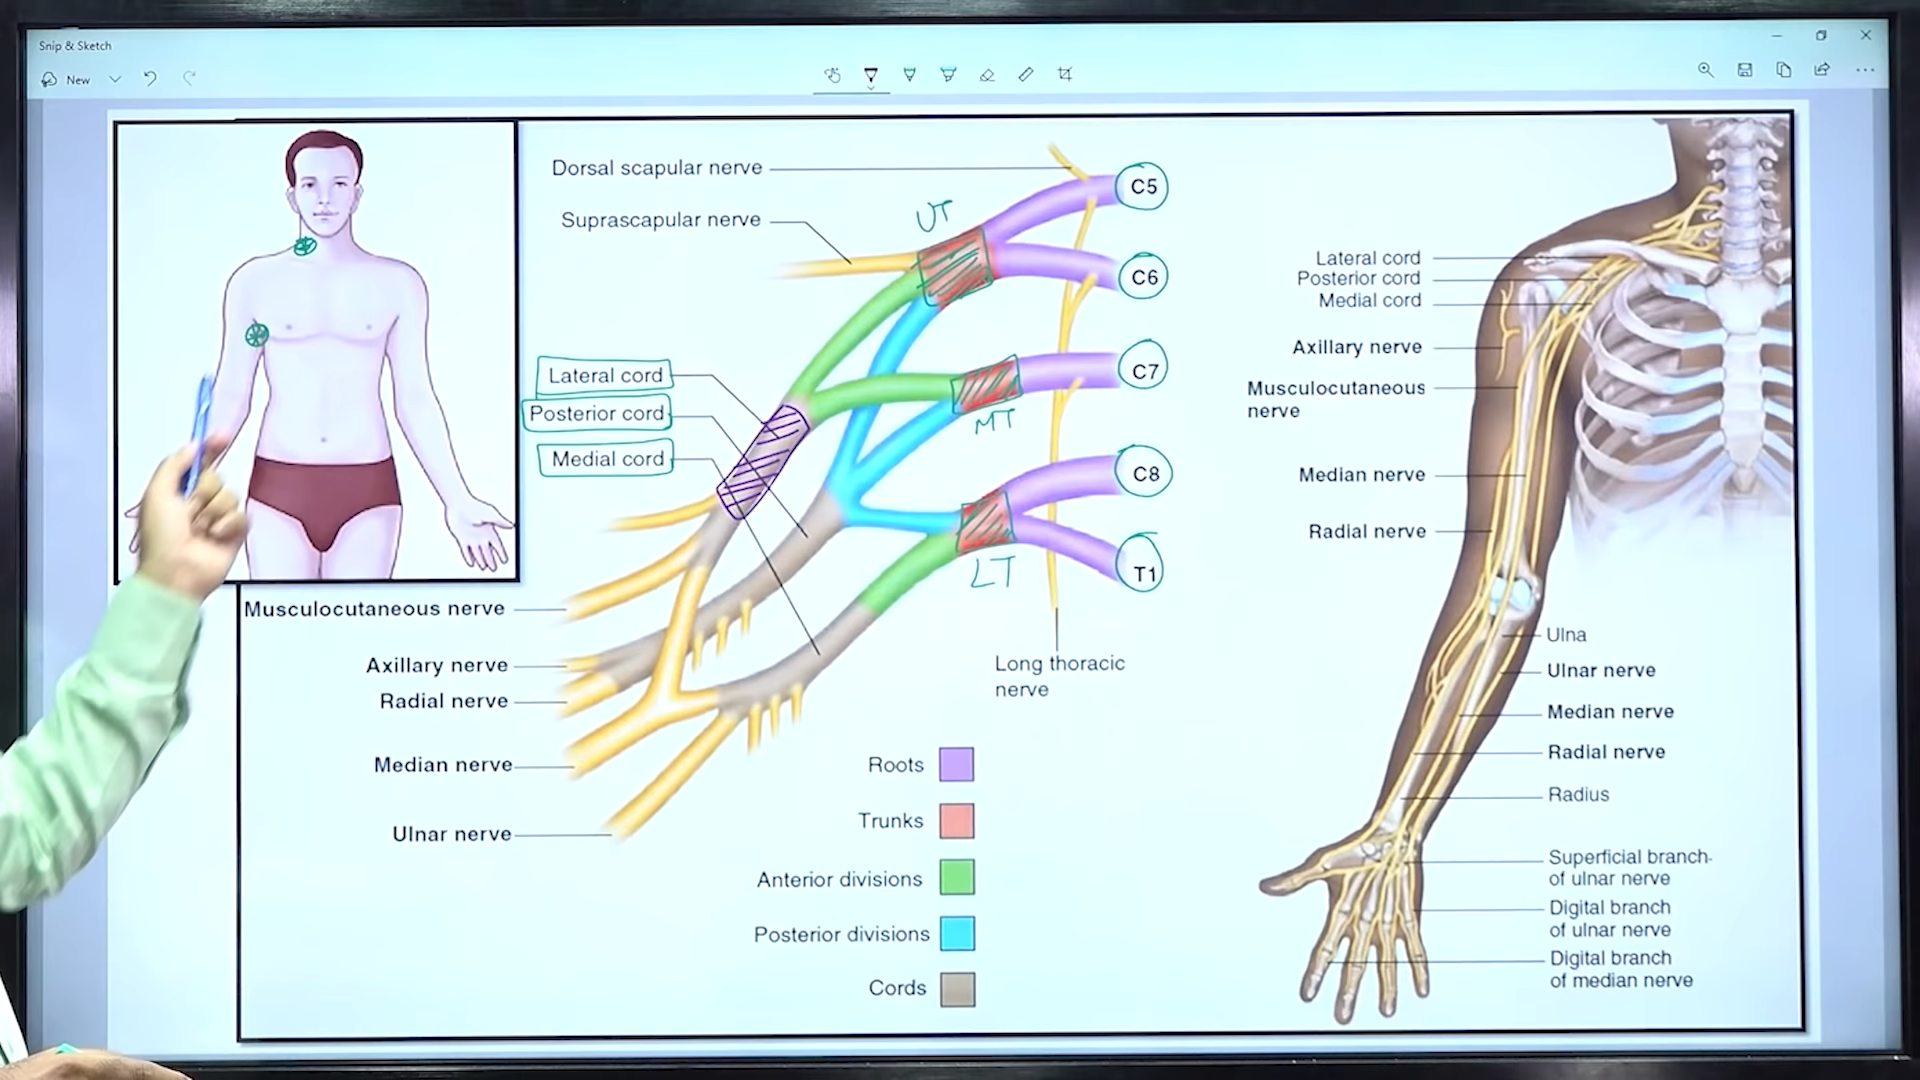 Snip & Sketch
New
Dorsal scapular nerve
Suprascapular nerve
UT
C5
C6
C7
MT
C8
LT
T1
Lateral cord
Posterior cord
Medial cord
Musculocutaneous nerve
Axillary nerve
Radial nerve
Median nerve
Ulnar nerve
Long thoracic
nerve
Roots
Trunks
Anterior divisions
Posterior divisions
Cords
Lateral cord
Posterior cord
Medial cord
Axillary nerve
Musculocutaneous
nerve
Median nerve
Radial nerve
Ulna
Ulnar nerve
Median nerve
Radial nerve
Radius
Superficial branch
of ulnar nerve
Digital branch
of ulnar nerve
Digital branch
of median nerve